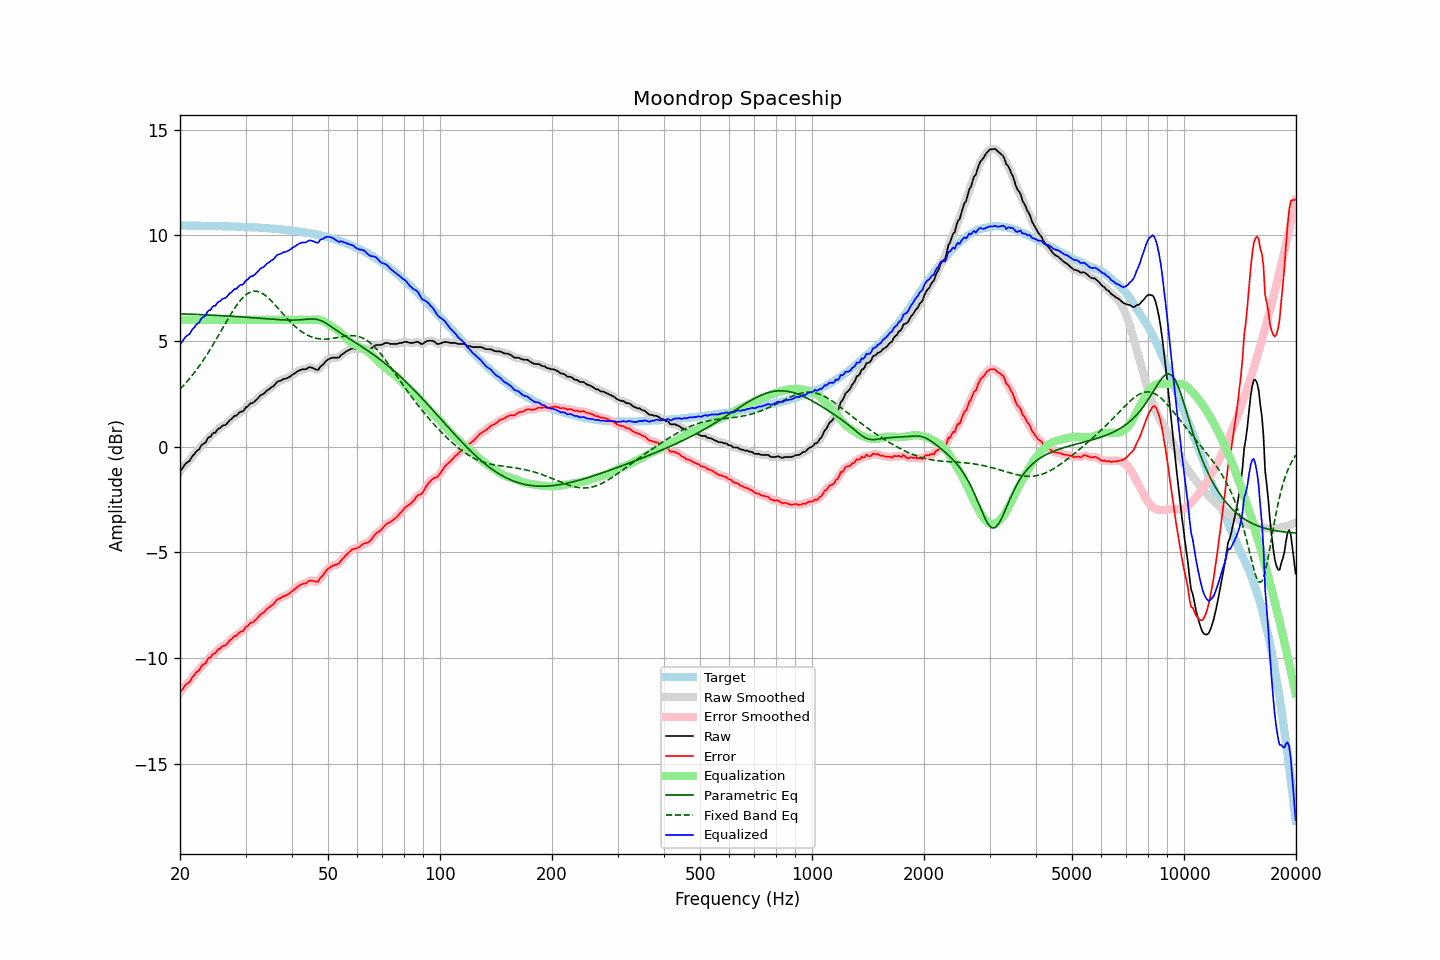 Moondrop Spaceship
15
10
5
0
−5
−10
−15
Amplitude (dBr)
20
50
100
200
500
1000
2000
5000
10000
20000
Frequency (Hz)
Target
Raw Smoothed
Error Smoothed
Raw
Error
Equalization
Parametric Eq
Fixed Band Eq
Equalized